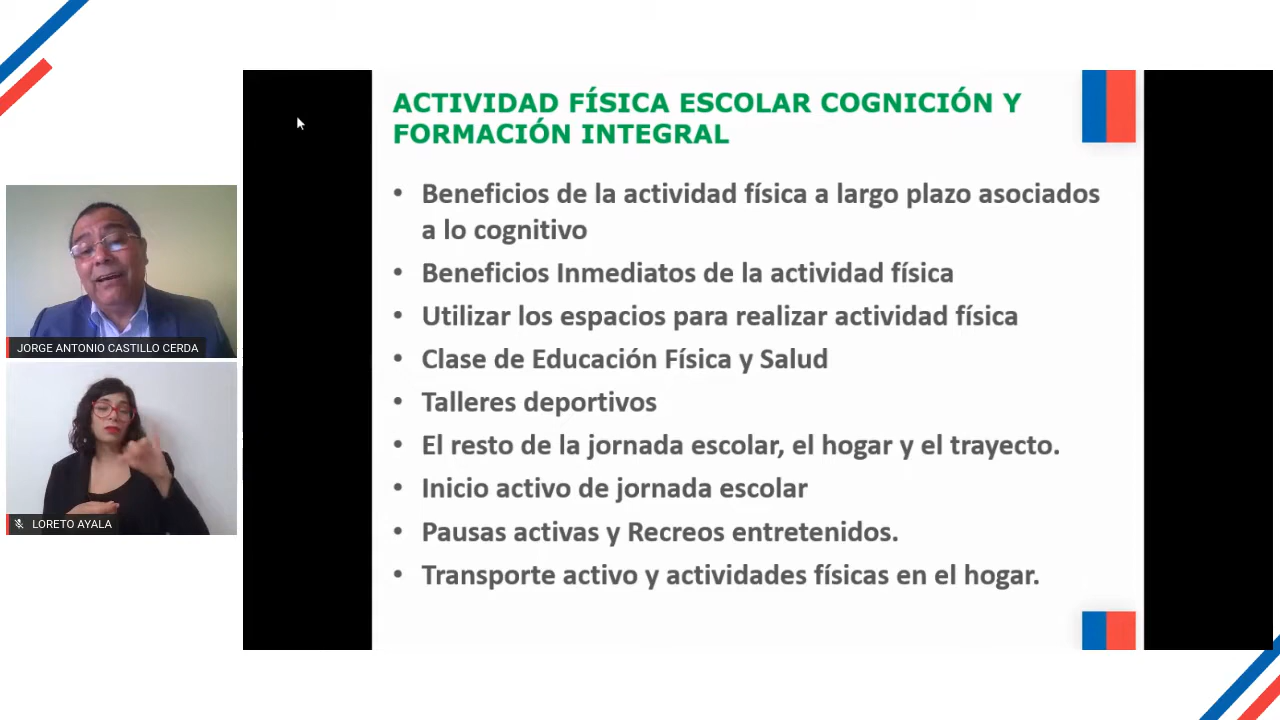 ACTIVIDAD FÍSICA ESCOLAR COGNICIÓN Y
FORMACIÓN INTEGRAL
• Beneficios de la actividad física a largo plazo asociados
a lo cognitivo
• Beneficios Inmediatos de la actividad física
• Utilizar los espacios para realizar actividad física
• Clase de Educación Física y Salud
• Talleres deportivos
• El resto de la jornada escolar, el hogar y el trayecto.
• Inicio activo de jornada escolar
• Pausas activas y Recreos entretenidos.
• Transporte activo y actividades físicas en el hogar.
JORGE ANTONIO CASTILLO CERDA
LORETO AYALA